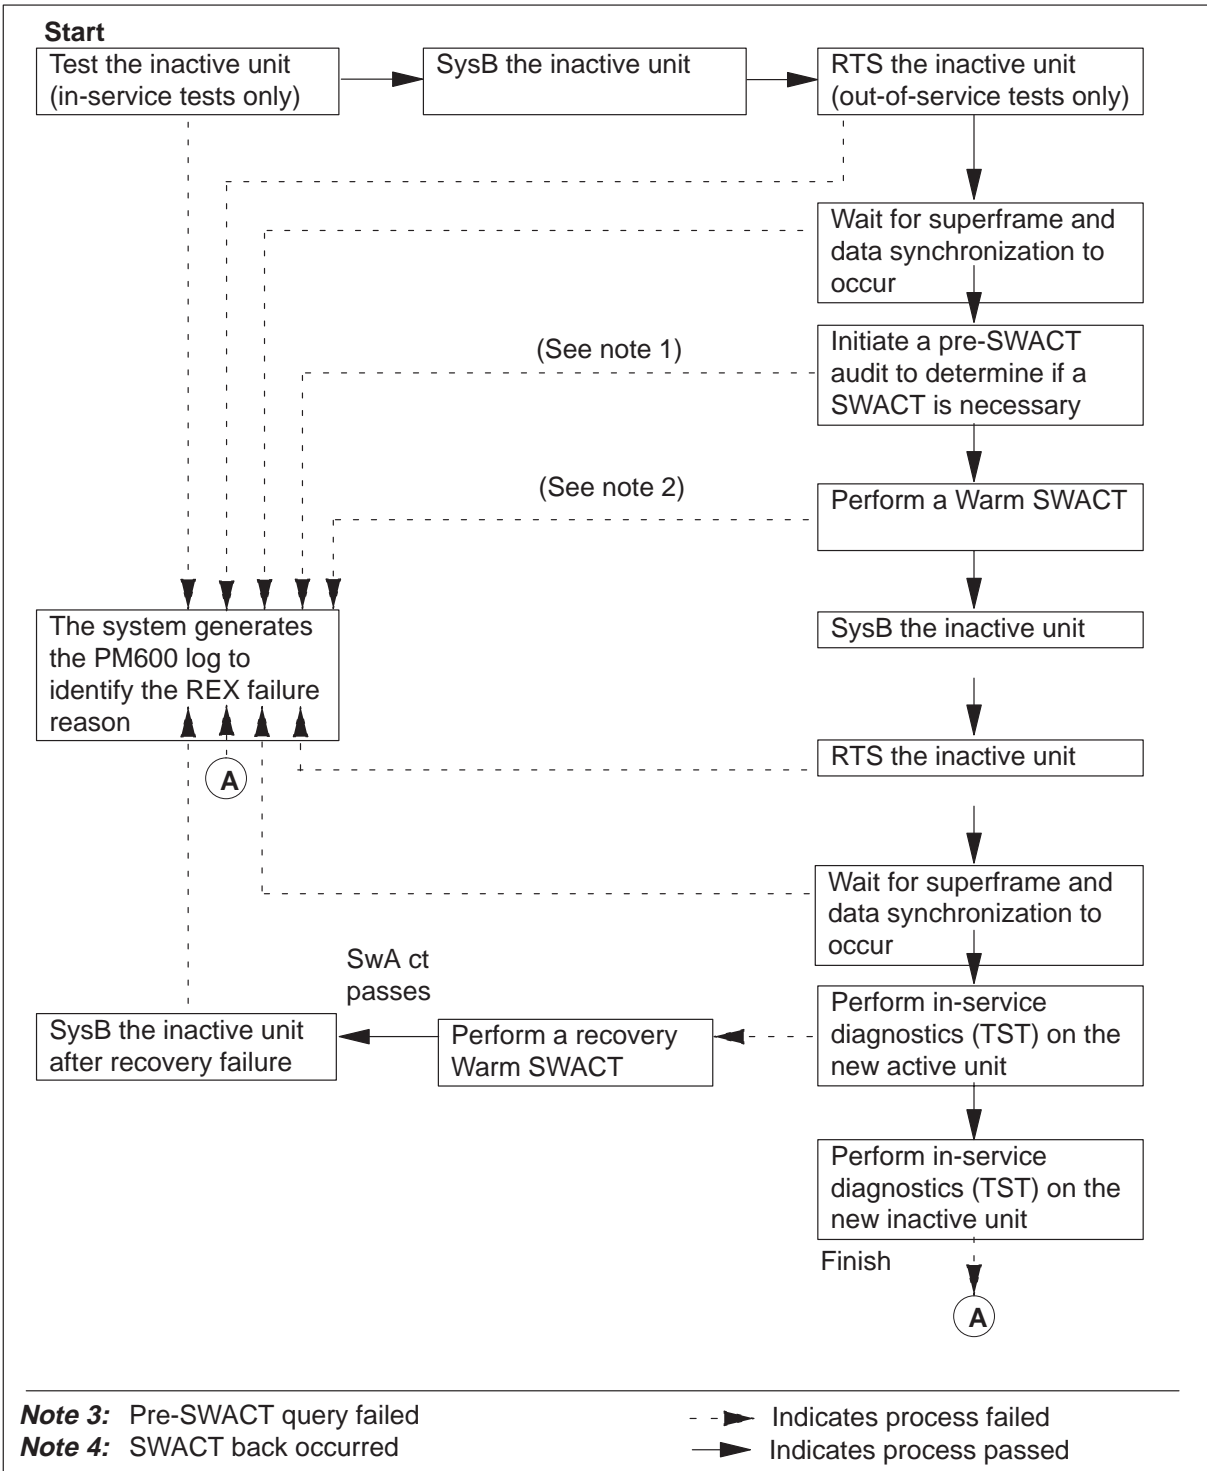 Start
Test the inactive unit
(in-service tests only)
SysB the inactive unit
RTS the inactive unit
(out-of-service tests only)
Wait for superframe and
data synchronization to
occur
(See note 1)
Initiate a pre-SWACT
audit to determine if a
SWACT is necessary
(See note 2)
Perform a Warm SWACT
The system generates
the PM600 log to
identify the REX failure
reason
SysB the inactive unit
RTS the inactive unit
A
Wait for superframe and
data synchronization to
occur
SwA ct
passes
SysB the inactive unit
after recovery failure
Perform a recovery
Warm SWACT
Perform in-service
diagnostics (TST) on the
new active unit
Perform in-service
diagnostics (TST) on the
new inactive unit
Finish
A
Note 3: Pre-SWACT query failed
Note 4: SWACT back occurred
Indicates process failed
Indicates process passed